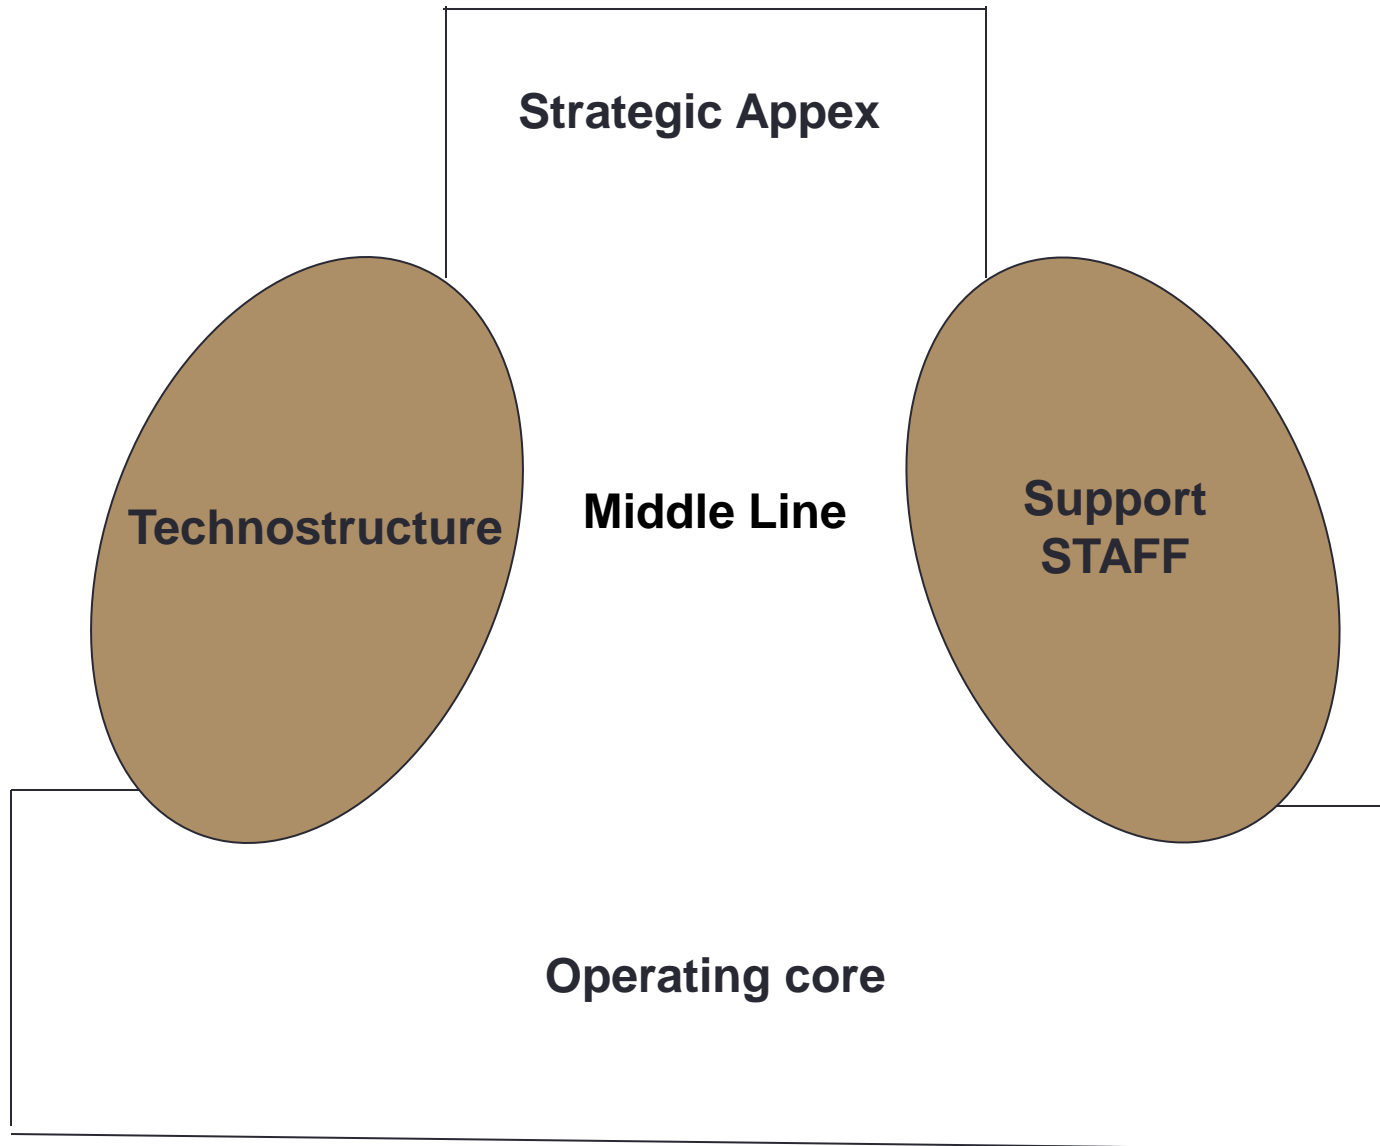 Strategic Appex
Technostructure
Middle Line
Support
STAFF
Operating core